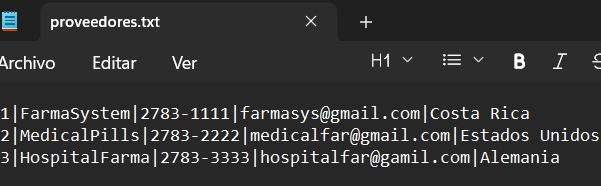 proveedores.txt
Archivo Editar Ver H1 B I S
1|FarmaSystem|2783-1111|farmasys@gmail.com|Costa Rica
2|MedicalPills|2783-2222|medicalfar@gmail.com|Estados Unidos
3|HospitalFarma|2783-3333|hospitalfar@gamil.com|Alemania